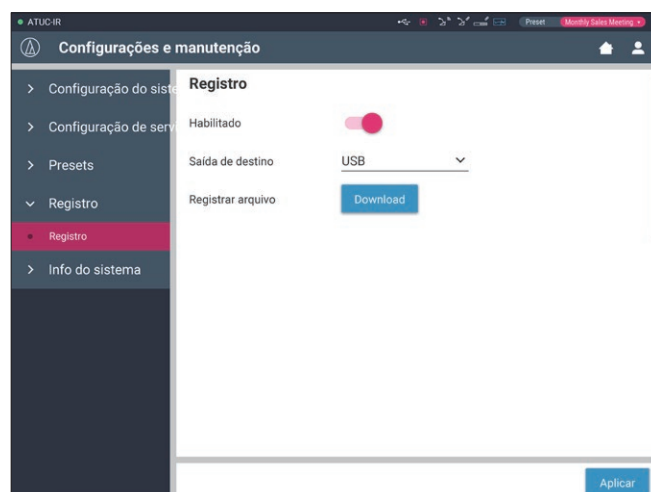 ATUC-IR
Preset
Monthly Sales Meeting
Configurações e manutenção
Configuração do siste
Configuração de serv
Presets
Registro
Registro
Info do sistema
Registro
Habilitado
Saída de destino
USB
Registrar arquivo
Download
Aplicar